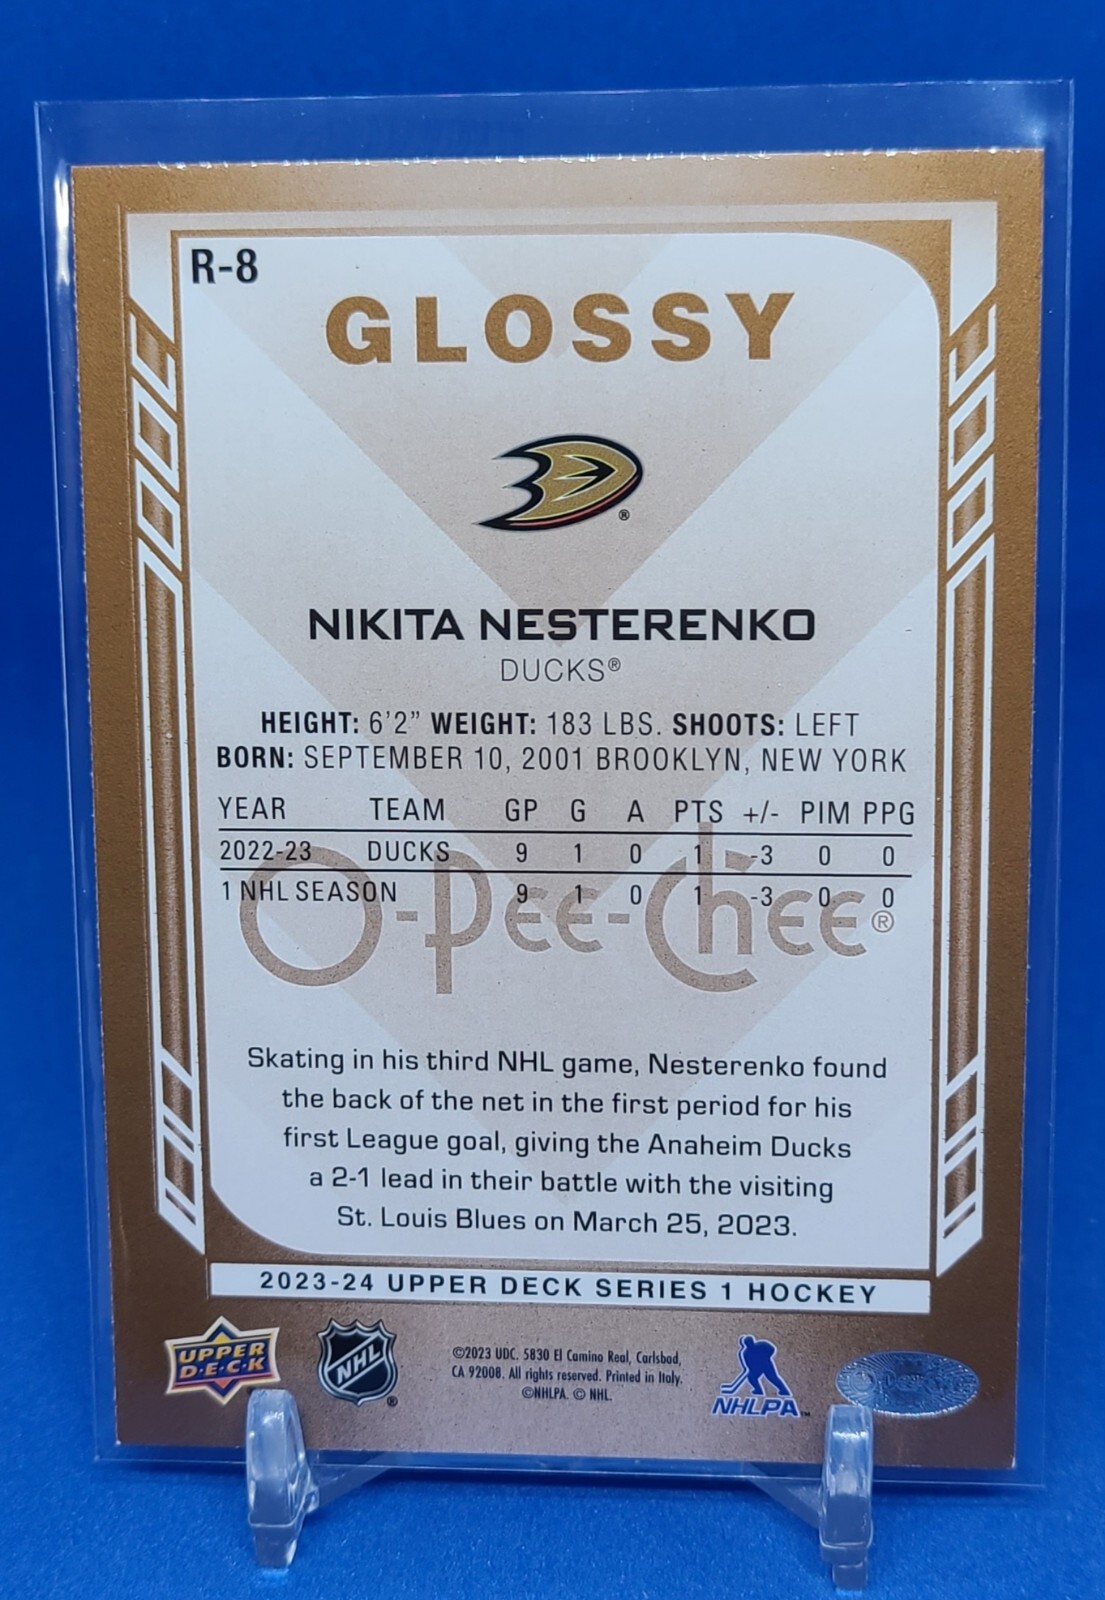 R-8
GLOSSY
®
NIKITA NESTERENKO
DUCKS®
HEIGHT: 6'2" WEIGHT: 183 LBS. SHOOTS: LEFT
BORN: SEPTEMBER 10, 2001 BROOKLYN, NEW YORK
YEAR TEAM GP G A PTS +/- PIM PPG
2022-23 DUCKS 9 1 0 1 -3 0 0
1 NHL SEASON 9 1 0 1 -3 0 0
O-Pee-Chee®
Skating in his third NHL game, Nesterenko found
the back of the net in the first period for his
first League goal, giving the Anaheim Ducks
a 2-1 lead in their battle with the visiting
St. Louis Blues on March 25, 2023.
2023-24 UPPER DECK SERIES 1 HOCKEY
UPPER
D·E·C·K
NHL
®
©2023 UDC. 5830 El Camino Real, Carlsbad,
CA 92008. All rights reserved. Printed in Italy.
©NHLPA. © NHL.
NHLPA™